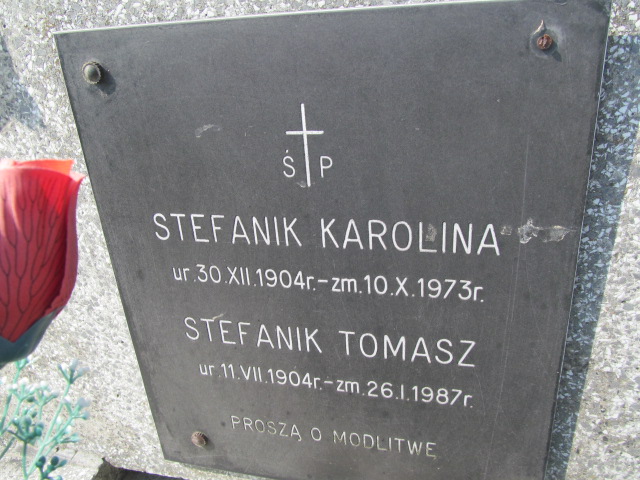 Ś P
STEFANIK KAROLINA
ur. 30.XII.1904r.-zm.10.X.1973r.
STEFANIK TOMASZ
ur. 11.VII.1904r.-zm.26.I.1987r.
PROSZĄ O MODLITWĘ